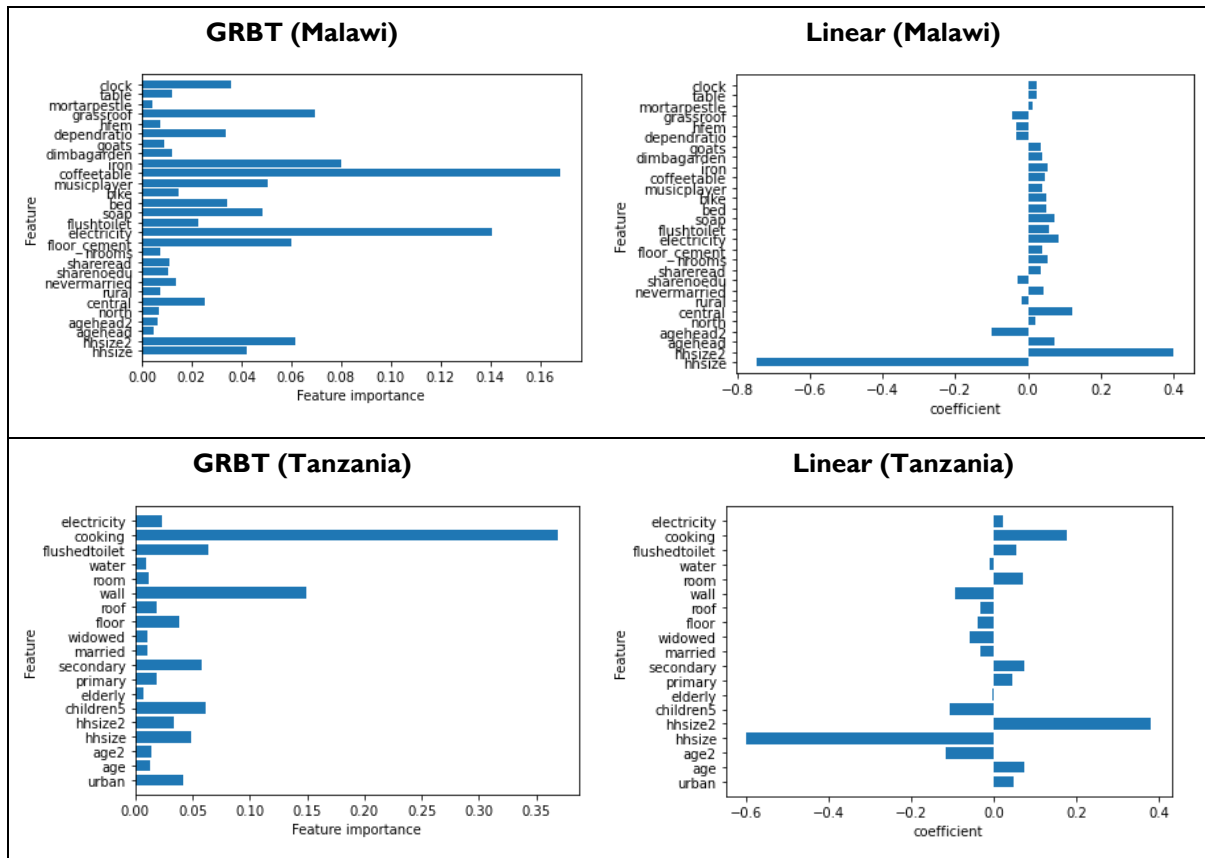 GRBT (Malawi)
clock
table
mortarpestle
grassroof
hfem
dependratio
goats
dimbagarden
iron
coffeetable
musicplayer
bike
bed
soap
flushtoilet
electricity
floor_cement
nrooms
shareread
sharenoedu
nevermarried
rural
central
north
agehead2
agehead
hhsize2
hhsize
Feature
0.00 0.02 0.04 0.06 0.08 0.10 0.12 0.14 0.16
Feature importance
Linear (Malawi)
clock
table
mortarpestle
grassroof
hfem
dependratio
goats
dimbagarden
iron
coffeetable
musicplayer
bike
bed
soap
flushtoilet
electricity
floor_cement
nrooms
shareread
sharenoedu
nevermarried
rural
central
north
agehead2
agehead
hhsize2
hhsize
Feature
−0.8 −0.6 −0.4 −0.2 0.0 0.2 0.4
coefficient
GRBT (Tanzania)
electricity
cooking
flushedtoilet
water
room
wall
roof
floor
widowed
married
secondary
primary
elderly
children5
hhsize2
hhsize
age2
age
urban
Feature
0.00 0.05 0.10 0.15 0.20 0.25 0.30 0.35
Feature importance
Linear (Tanzania)
electricity
cooking
flushedtoilet
water
room
wall
roof
floor
widowed
married
secondary
primary
elderly
children5
hhsize2
hhsize
age2
age
urban
Feature
−0.6 −0.4 −0.2 0.0 0.2 0.4
coefficient